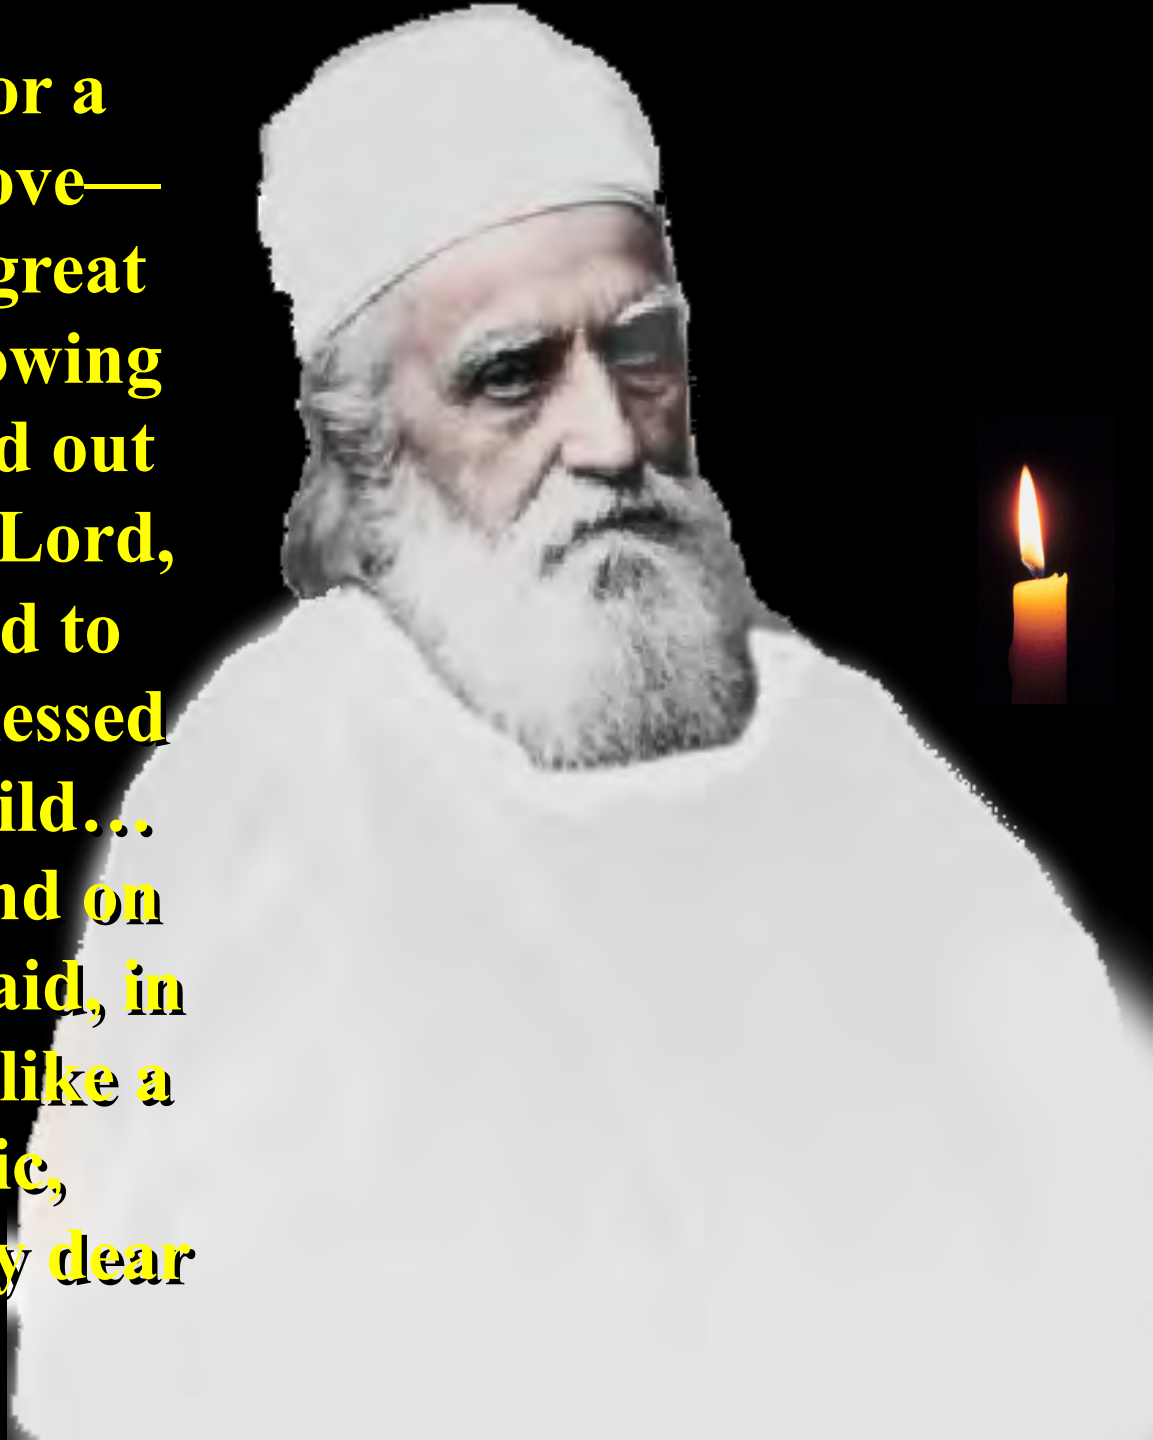 or a
ove—
great
owing
d out
Lord,
d to
essed
ild…
nd on
aid, in
like a
ic,
y dear